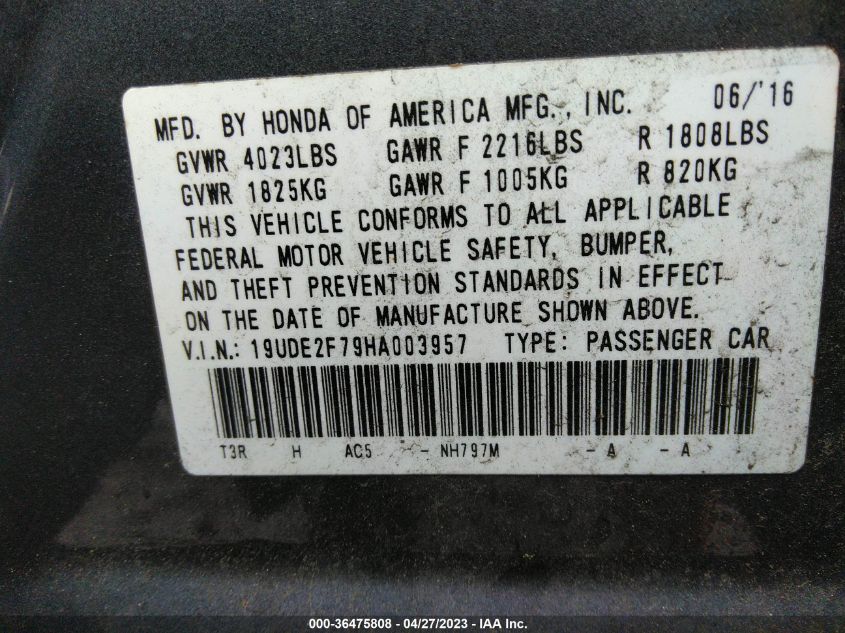 MFD. BY HONDA OF AMERICA MFG., INC. 06/'16
GVWR 4023LBS GAWR F 2216LBS R 1808LBS
GVWR 1825KG GAWR F 1005KG R 820KG
THIS VEHICLE CONFORMS TO ALL APPLICABLE
FEDERAL MOTOR VEHICLE SAFETY, BUMPER,
AND THEFT PREVENTION STANDARDS IN EFFECT
ON THE DATE OF MANUFACTURE SHOWN ABOVE.
V.I.N.: 19UDE2F79HA003957 TYPE: PASSENGER CAR
T3R H AC5 - NH797M - A - A
000-36475808 - 04/27/2023 - IAA Inc.